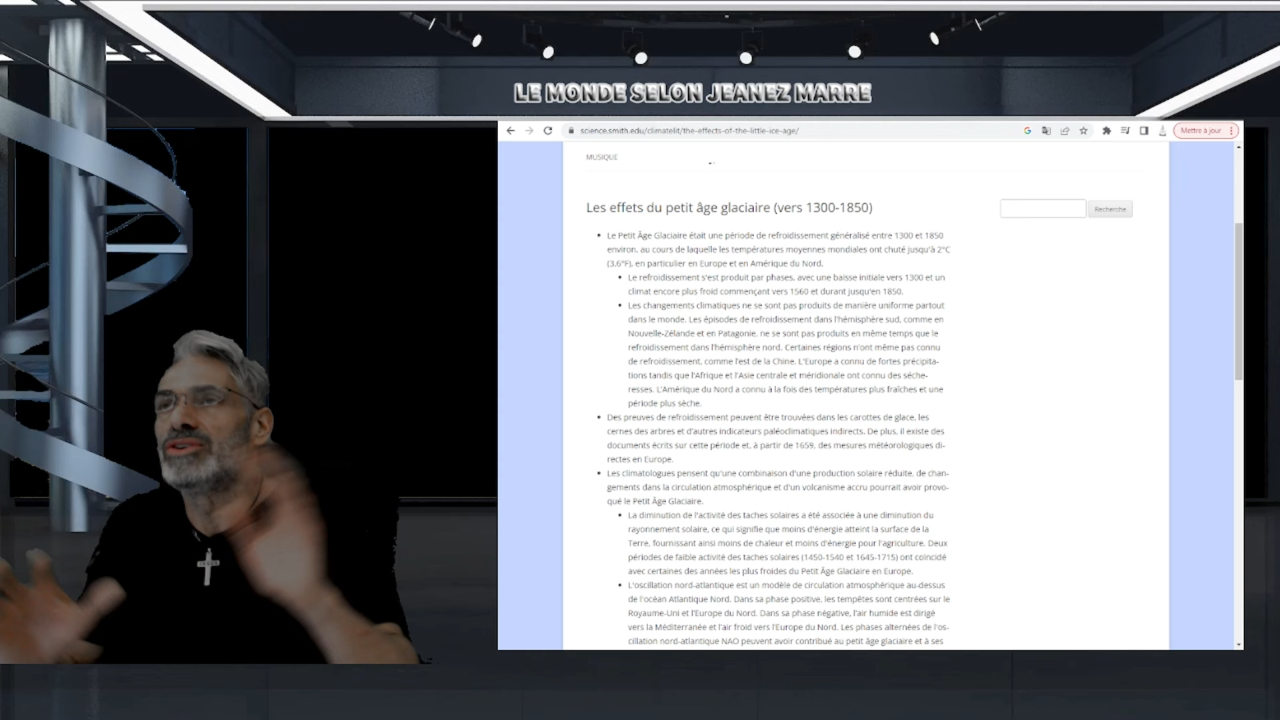 LE MONDE SELON JEANEZ MARRE
science.smith.edu/climatelit/the-effects-of-the-little-ice-age/
Mettre à jour
MUSIQUE
Les effets du petit âge glaciaire (vers 1300-1850)
Recherche
Le Petit Âge Glaciaire était une période de refroidissement généralisé entre 1300 et 1850
environ, au cours de laquelle les températures moyennes mondiales ont chuté jusqu'à 2°C
(3,6°F), en particulier en Europe et en Amérique du Nord.
Le refroidissement s'est produit par phases, avec une baisse initiale vers 1300 et un
climat encore plus froid commençant vers 1560 et durant jusqu'en 1850.
Les changements climatiques ne se sont pas produits de manière uniforme partout
dans le monde. Les épisodes de refroidissement dans l'hémisphère sud, comme en
Nouvelle-Zélande et en Patagonie, ne se sont pas produits en même temps que le
refroidissement dans l'hémisphère nord. Certaines régions n'ont même pas connu
de refroidissement, comme l'est de la Chine. L'Europe a connu de fortes précipita-
tions tandis que l'Afrique et l'Asie centrale et méridionale ont connu des séche-
resses. L'Amérique du Nord a connu à la fois des températures plus fraîches et une
période plus sèche.
Des preuves de refroidissement peuvent être trouvées dans les carottes de glace, les
cernes des arbres et d'autres indicateurs paléoclimatiques indirects. De plus, il existe des
documents écrits sur cette période et, à partir de 1659, des mesures météorologiques di-
rectes en Europe.
Les climatologues pensent qu'une combinaison d'une production solaire réduite, de chan-
gements dans la circulation atmosphérique et d'un volcanisme accru pourrait avoir provo-
qué le Petit Âge Glaciaire.
La diminution de l'activité des taches solaires a été associée à une diminution du
rayonnement solaire, ce qui signifie que moins d'énergie atteint la surface de la
Terre, fournissant ainsi moins de chaleur et moins d'énergie pour l'agriculture. Deux
périodes de faible activité des taches solaires (1450-1540 et 1645-1715) ont coïncidé
avec certaines des années les plus froides du Petit Âge Glaciaire en Europe.
L'oscillation nord-atlantique est un modèle de circulation atmosphérique au-dessus
de l'océan Atlantique Nord. Dans sa phase positive, les tempêtes sont centrées sur le
Royaume-Uni et l'Europe du Nord. Dans sa phase négative, l'air humide est dirigé
vers la Méditerranée et l'air froid vers l'Europe du Nord. Les phases alternées de l'os-
cillation nord-atlantique NAO peuvent avoir contribué au petit âge glaciaire et à ses